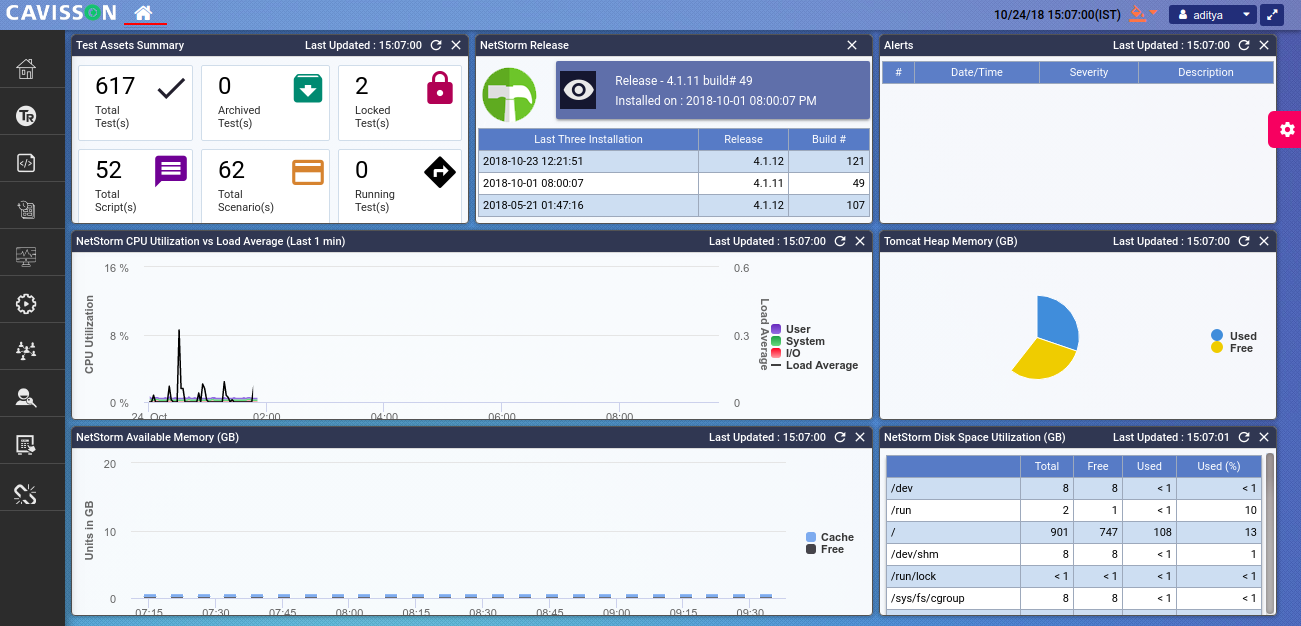 CAVISSON
10/24/18 15:07:00(IST)
aditya
Test Assets Summary
Last Updated : 15:07:00
617
Total
Test(s)
0
Archived
Test(s)
2
Locked
Test(s)
52
Total
Script(s)
62
Total
Scenario(s)
0
Running
Test(s)
NetStorm Release
Release - 4.1.11 build# 49
Installed on : 2018-10-01 08:00:07 PM
Last Three Installation Release Build #
2018-10-23 12:21:51 4.1.12 121
2018-10-01 08:00:07 4.1.11 49
2018-05-21 01:47:16 4.1.12 107
Alerts
Last Updated : 15:07:00
# Date/Time Severity Description
TR
NetStorm CPU Utilization vs Load Average (Last 1 min)
Last Updated : 15:07:00
CPU Utilization
16 %
8 %
0 %
0.6
0.3
0
Load Average
24. Oct 02:00 04:00 06:00 08:00
User
System
I/O
Load Average
Tomcat Heap Memory (GB)
Last Updated : 15:07:00
Used
Free
NetStorm Available Memory (GB)
Last Updated : 15:07:00
Units in GB
20
10
0
07:15 07:30 07:45 08:00 08:15 08:30 08:45 09:00 09:15 09:30
Cache
Free
NetStorm Disk Space Utilization (GB)
Last Updated : 15:07:01
Total Free Used Used (%)
/dev 8 8 < 1 < 1
/run 2 1 < 1 10
/ 901 747 108 13
/dev/shm 8 8 < 1 1
/run/lock < 1 < 1 < 1 < 1
/sys/fs/cgroup 8 8 < 1 < 1